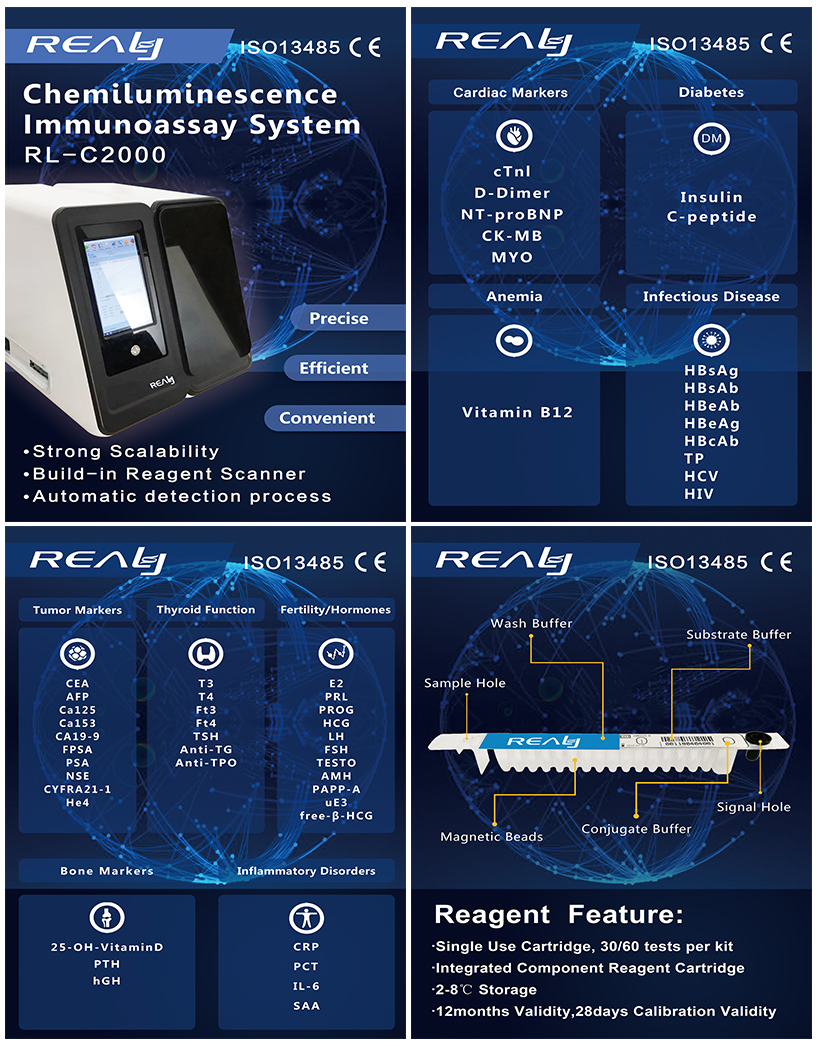 REALY
ISO13485 CE
Chemiluminescence
Immunoassay System
RL-C2000
REALY
Precise
Efficient
Convenient
•Strong Scalability
•Build-in Reagent Scanner
•Automatic detection process
REALY
ISO13485 CE
Cardiac Markers
cTnl
D-Dimer
NT-proBNP
CK-MB
MYO
Diabetes
DM
Insulin
C-peptide
Anemia
Vitamin B12
Infectious Disease
HBsAg
HBsAb
HBeAb
HBeAg
HBcAb
TP
HCV
HIV
REALY
ISO13485 CE
Tumor Markers
CEA
AFP
Ca125
Ca153
CA19-9
FPSA
PSA
NSE
CYFRA21-1
He4
Thyroid Function
T3
T4
Ft3
Ft4
TSH
Anti-TG
Anti-TPO
Fertility/Hormones
E2
PRL
PROG
HCG
LH
FSH
TESTO
AMH
PAPP-A
uE3
free-β-HCG
Bone Markers
25-OH-VitaminD
PTH
hGH
Inflammatory Disorders
CRP
PCT
IL-6
SAA
REALY
ISO13485 CE
Wash Buffer
Substrate Buffer
Sample Hole
REALY
Signal Hole
Magnetic Beads
Conjugate Buffer
Reagent Feature:
·Single Use Cartridge, 30/60 tests per kit
·Integrated Component Reagent Cartridge
·2-8℃ Storage
·12months Validity,28days Calibration Validity